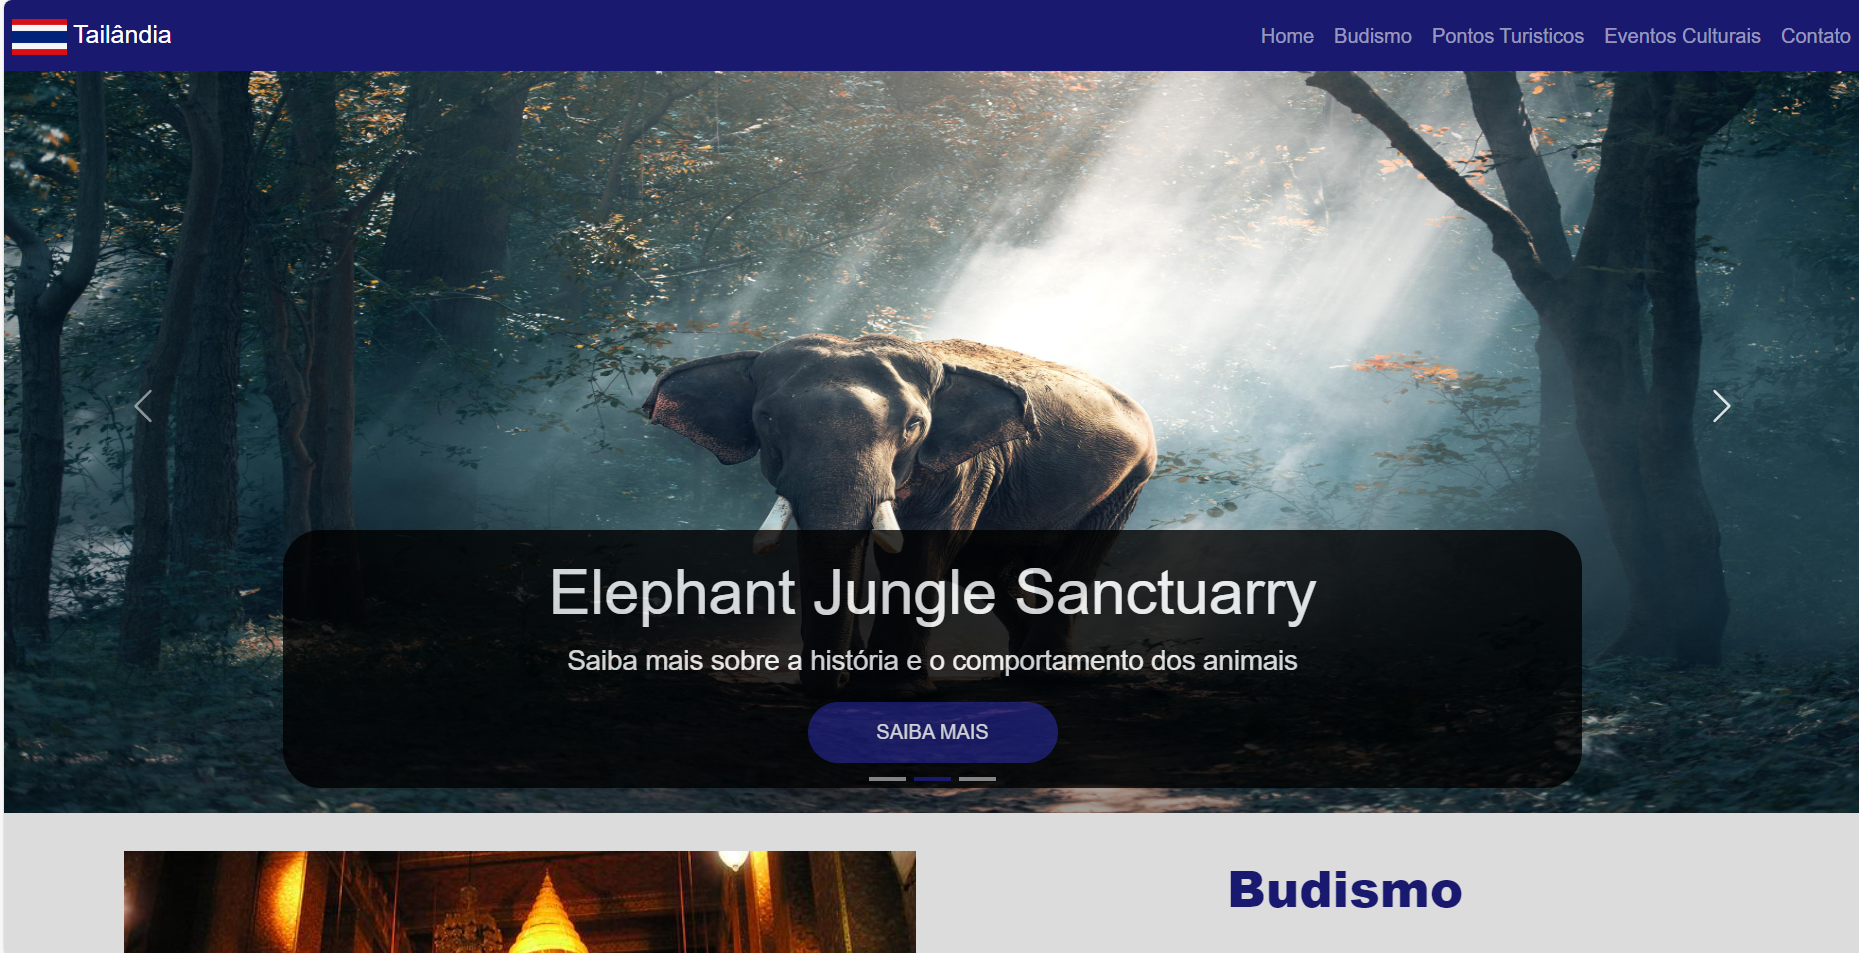 Tailândia
Home Budismo Pontos Turisticos Eventos Culturais Contato
Elephant Jungle Sanctuarry
Saiba mais sobre a história e o comportamento dos animais
SAIBA MAIS
Budismo